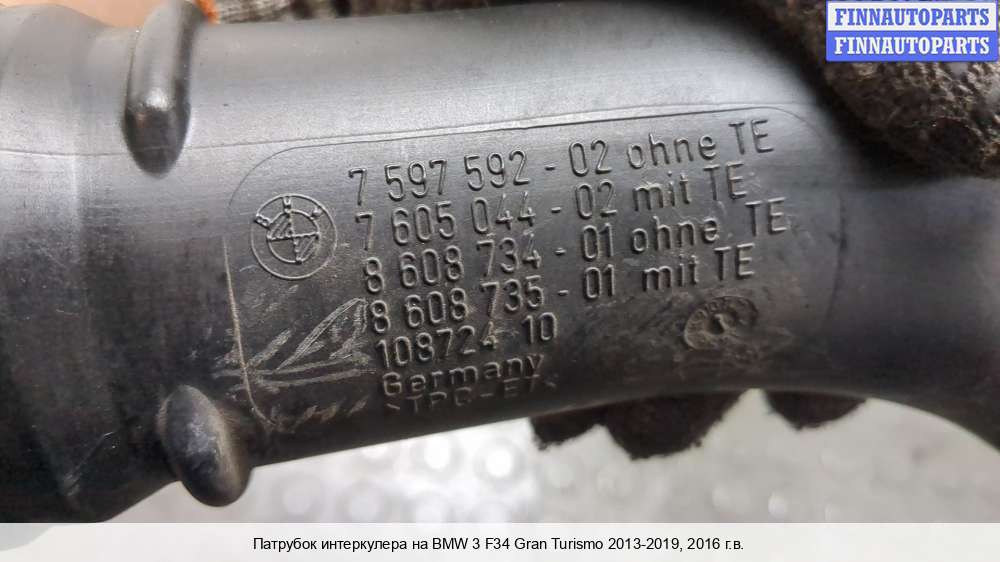 FINNAUTOPARTS
FINNAUTOPARTS
7 597 592 - 02 ohne TE
7 605 044 - 02 mit TE
8 608 734 - 01 ohne TE
8 608 735 - 01 mit TE
108724 10
Germany
>TPC-ET<
Патрубок интеркулера на BMW 3 F34 Gran Turismo 2013-2019, 2016 г.в.